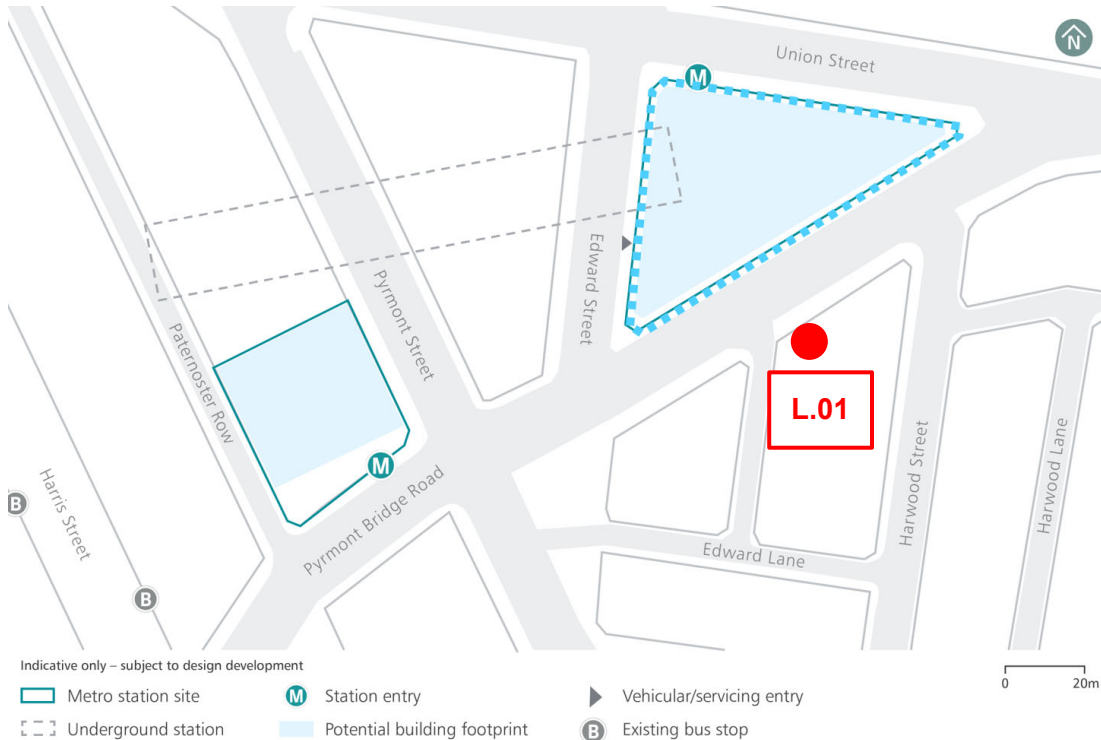 N
Union Street
M
Edward Street
Pyrmont Street
Paternoster Row
L.01
Harris Street
B
M
Pyrmont Bridge Road
Harwood Street
Harwood Lane
Edward Lane
B
Indicative only – subject to design development
Metro station site
M Station entry
Vehicular/servicing entry
0 20m
Underground station
Potential building footprint
B Existing bus stop